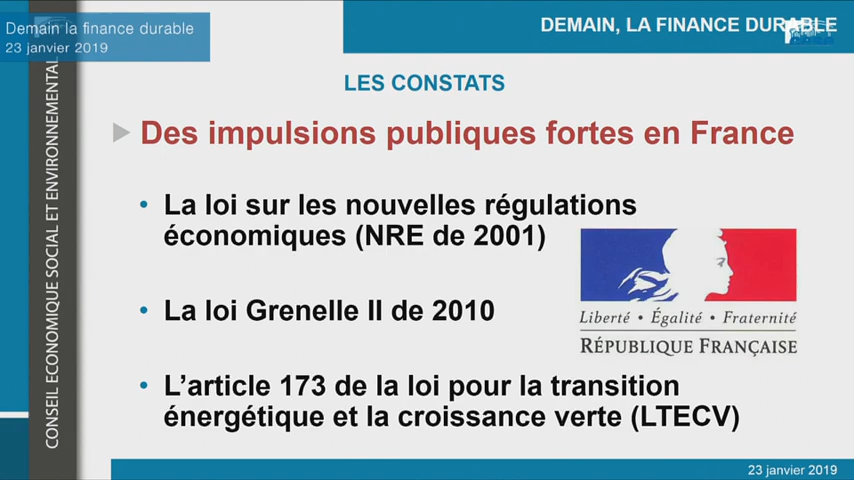 Demain la finance durable
23 janvier 2019
DEMAIN, LA FINANCE DURABLE
CONSEIL ECONOMIQUE SOCIAL ET ENVIRONNEMENTAL
LES CONSTATS
Des impulsions publiques fortes en France
• La loi sur les nouvelles régulations
économiques (NRE de 2001)
• La loi Grenelle II de 2010
• L’article 173 de la loi pour la transition
énergétique et la croissance verte (LTECV)
Liberté • Égalité • Fraternité
RÉPUBLIQUE FRANÇAISE
23 janvier 2019